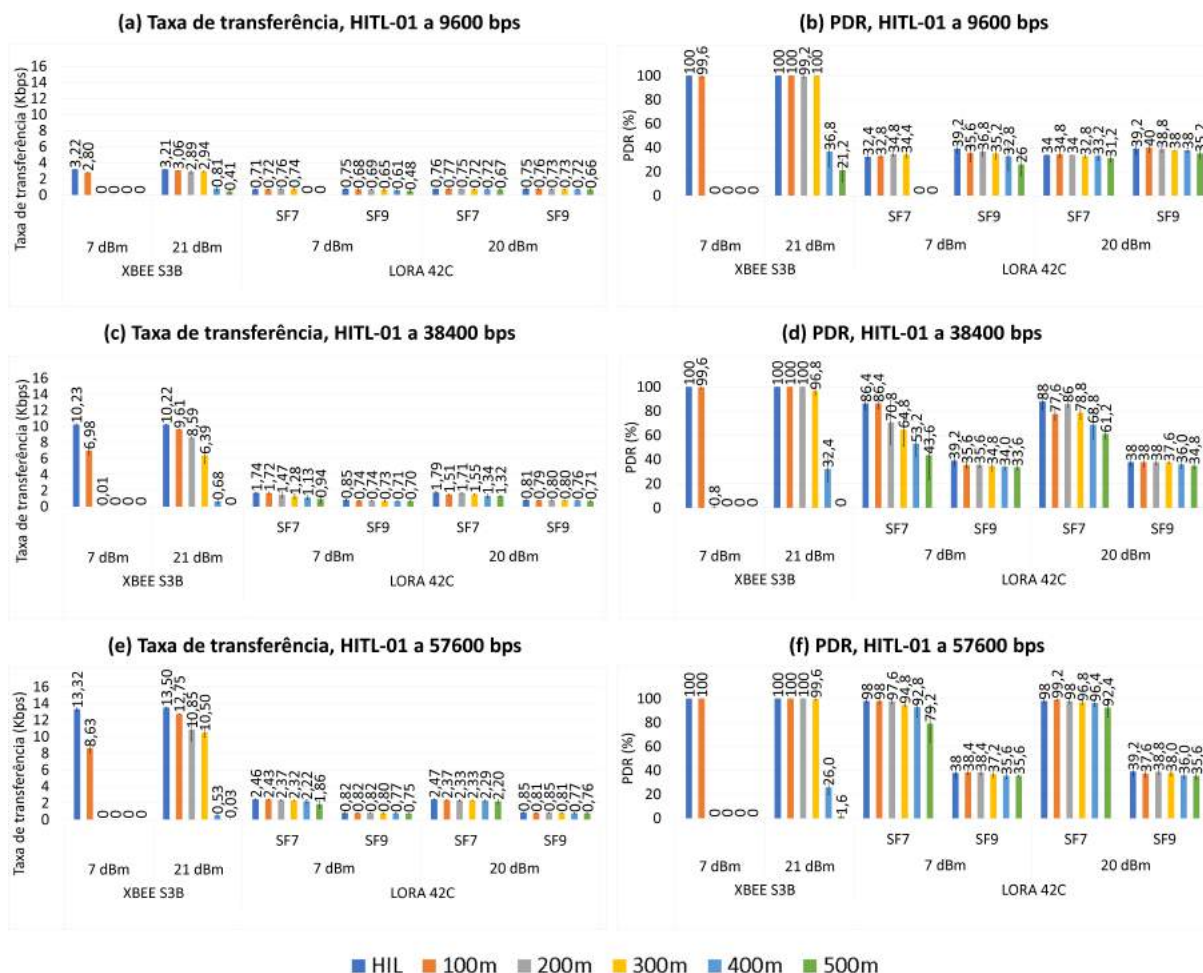 (a) Taxa de transferência, HITL-01 a 9600 bps
Taxa de transferência (Kbps)
16
14
12
10
8
6
4
2
0
3,22 2,80 0 0 0 0
3,21 3,06 2,89 2,94 0,81 0,41
0,71 0,72 0,76 0,74 0 0
0,75 0,68 0,69 0,65 0,61 0,48
0,76 0,77 0,75 0,72 0,72 0,67
0,75 0,76 0,73 0,73 0,72 0,66
SF7 SF9 SF7 SF9
7 dBm 21 dBm 7 dBm 20 dBm
XBEE S3B LORA 42C
(b) PDR, HITL-01 a 9600 bps
PDR (%)
100
80
60
40
20
0
100 99,6 0 0 0 0
100 100 99,2 100 36,8 21,2
32,4 32,8 34,8 34,4 0 0
39,2 35,6 36,8 35,2 32,8 26
34 34,8 34 32,8 33,2 31,2
39,2 40 38,8 38 38 35,2
SF7 SF9 SF7 SF9
7 dBm 21 dBm 7 dBm 20 dBm
XBEE S3B LORA 42C
(c) Taxa de transferência, HITL-01 a 38400 bps
Taxa de transferência (Kbps)
16
14
12
10
8
6
4
2
0
10,23 6,98 0,01 0 0 0
10,22 9,61 8,59 6,39 0,68 0
1,74 1,72 1,47 1,28 1,13 0,94
0,85 0,74 0,74 0,73 0,71 0,70
1,79 1,51 1,71 1,55 1,34 1,32
0,81 0,79 0,80 0,80 0,76 0,71
SF7 SF9 SF7 SF9
7 dBm 21 dBm 7 dBm 20 dBm
XBEE S3B LORA 42C
(d) PDR, HITL-01 a 38400 bps
PDR (%)
100
80
60
40
20
0
100 99,6 0,8 0 0 0
100 100 100 96,8 32,4 0
86,4 86,4 70,8 64,8 53,2 43,6
39,2 35,6 35,6 34,8 34,0 33,6
88 77,6 86 78,8 68,8 61,2
38 38 38 37,6 36,0 34,8
SF7 SF9 SF7 SF9
7 dBm 21 dBm 7 dBm 20 dBm
XBEE S3B LORA 42C
(e) Taxa de transferência, HITL-01 a 57600 bps
Taxa de transferência (Kbps)
16
14
12
10
8
6
4
2
0
13,32 8,63 0 0 0 0
13,50 12,75 10,85 10,50 0,53 0,03
2,46 2,43 2,37 2,32 2,22 1,86
0,82 0,82 0,82 0,80 0,77 0,75
2,47 2,37 2,33 2,33 2,29 2,20
0,85 0,81 0,85 0,81 0,77 0,76
SF7 SF9 SF7 SF9
7 dBm 21 dBm 7 dBm 20 dBm
XBEE S3B LORA 42C
(f) PDR, HITL-01 a 57600 bps
PDR (%)
100
80
60
40
20
0
100 100 0 0 0 0
100 100 100 99,6 26,0 1,6
98 98 97,6 94,8 92,8 79,2
38 38,4 38,4 37,2 35,6 35,6
98 99,2 98 96,8 96,4 92,4
39,2 37,6 38,8 38,0 36,0 35,6
SF7 SF9 SF7 SF9
7 dBm 21 dBm 7 dBm 20 dBm
XBEE S3B LORA 42C
HIL 100m 200m 300m 400m 500m